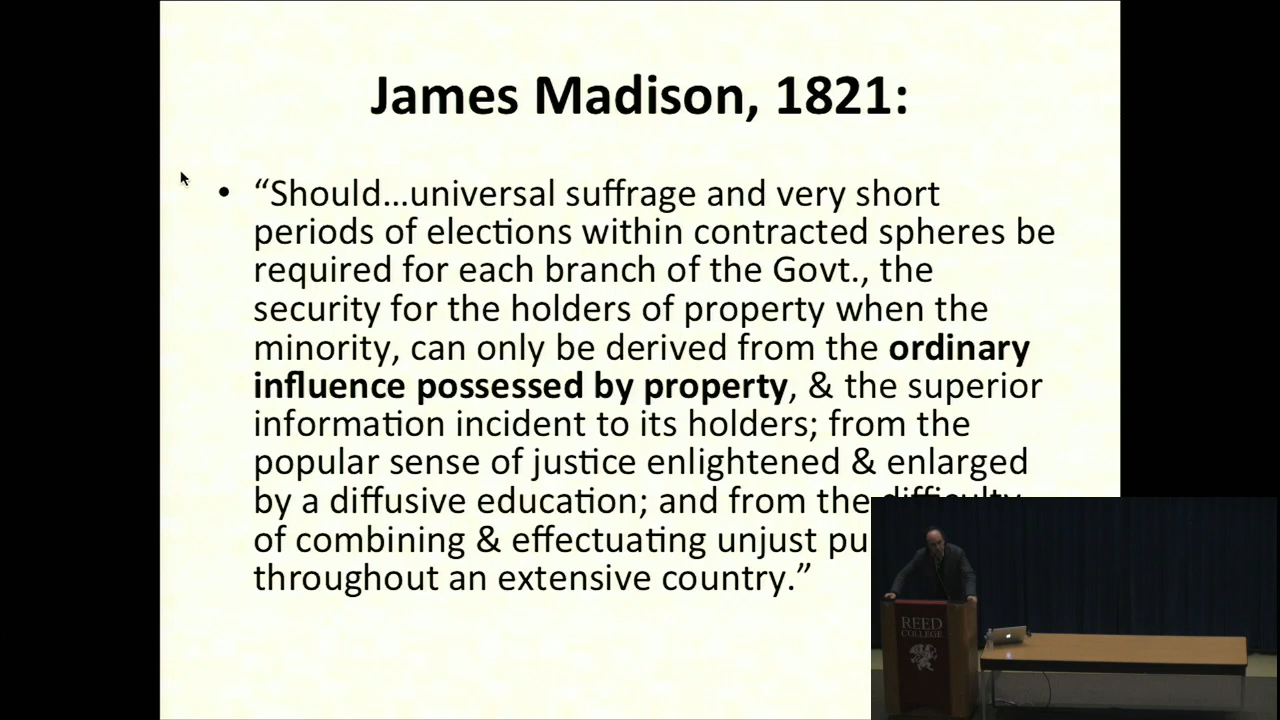 James Madison, 1821:
• “Should...universal suffrage and very short
periods of elections within contracted spheres be
required for each branch of the Govt., the
security for the holders of property when the
minority, can only be derived from the ordinary
influence possessed by property, & the superior
information incident to its holders; from the
popular sense of justice enlightened & enlarged
by a diffusive education; and from the difficulty
of combining & effectuating unjust pu
throughout an extensive country.”
REED
COLLEGE